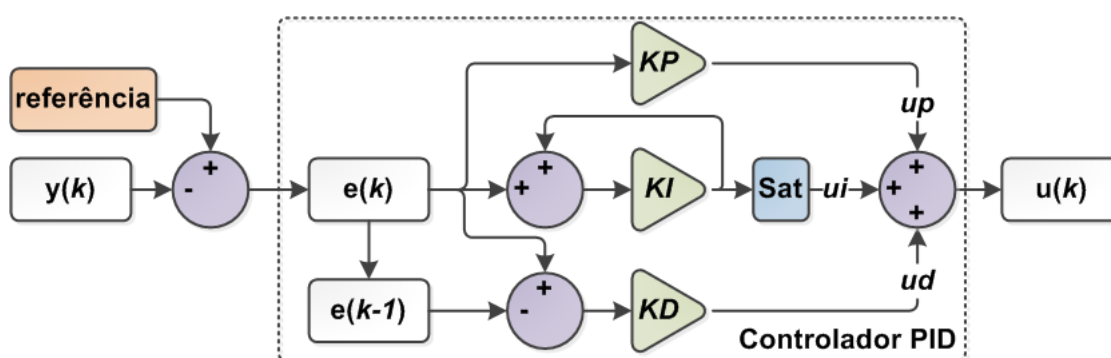 KP
referência
+
up
y(k)
-
e(k)
+
+
KI
Sat
ui
+
+
+
u(k)
e(k-1)
+
-
KD
ud
Controlador PID